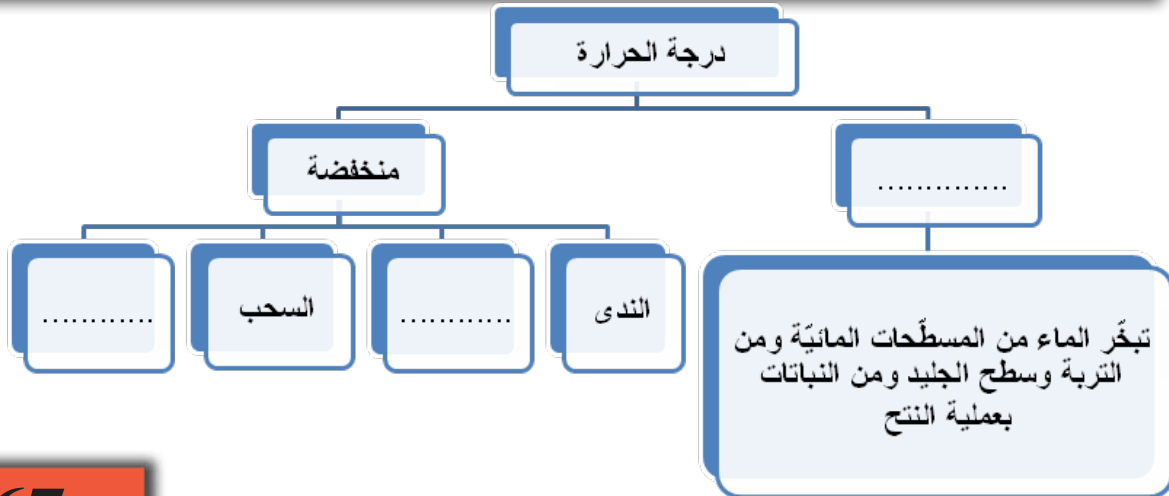 درجة الحرارة
..............
منخفضة
الندى
............
السحب
............
تبخّر الماء من المسطّحات المائيّة ومن
التربة وسطح الجليد ومن النباتات
بعملية النتح